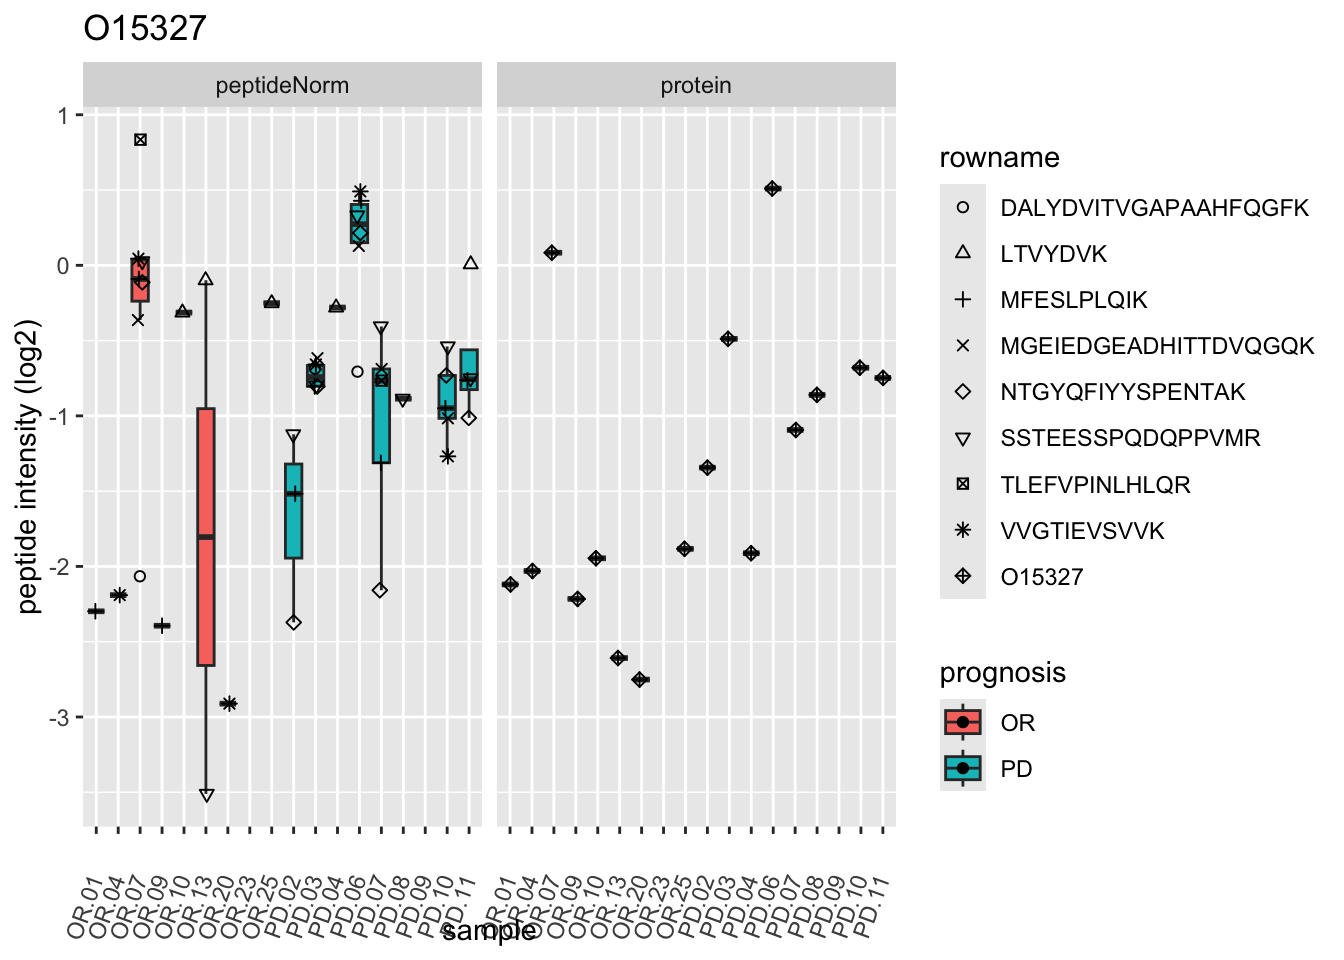 O15327
peptideNorm
protein
peptide intensity (log2)
1
0
-1
-2
-3
OR.01
OR.04
OR.07
OR.09
OR.10
OR.13
OR.20
OR.23
OR.25
PD.02
PD.03
PD.04
PD.06
PD.07
PD.08
PD.09
PD.10
PD.11
OR.01
OR.04
OR.07
OR.09
OR.10
OR.13
OR.20
OR.23
OR.25
PD.02
PD.03
PD.04
PD.06
PD.07
PD.08
PD.09
PD.10
PD.11
sample
rowname
DALYDVITVGAPAAHFQGFK
LTVYDVK
MFESLPLQIK
MGEIEDGEADHITTDVQGQK
NTGYQFIYYSPENTAK
SSTEESSPQDQPPVMR
TLEFVPINLHLQR
VVGTIEVSVVK
O15327
prognosis
OR
PD